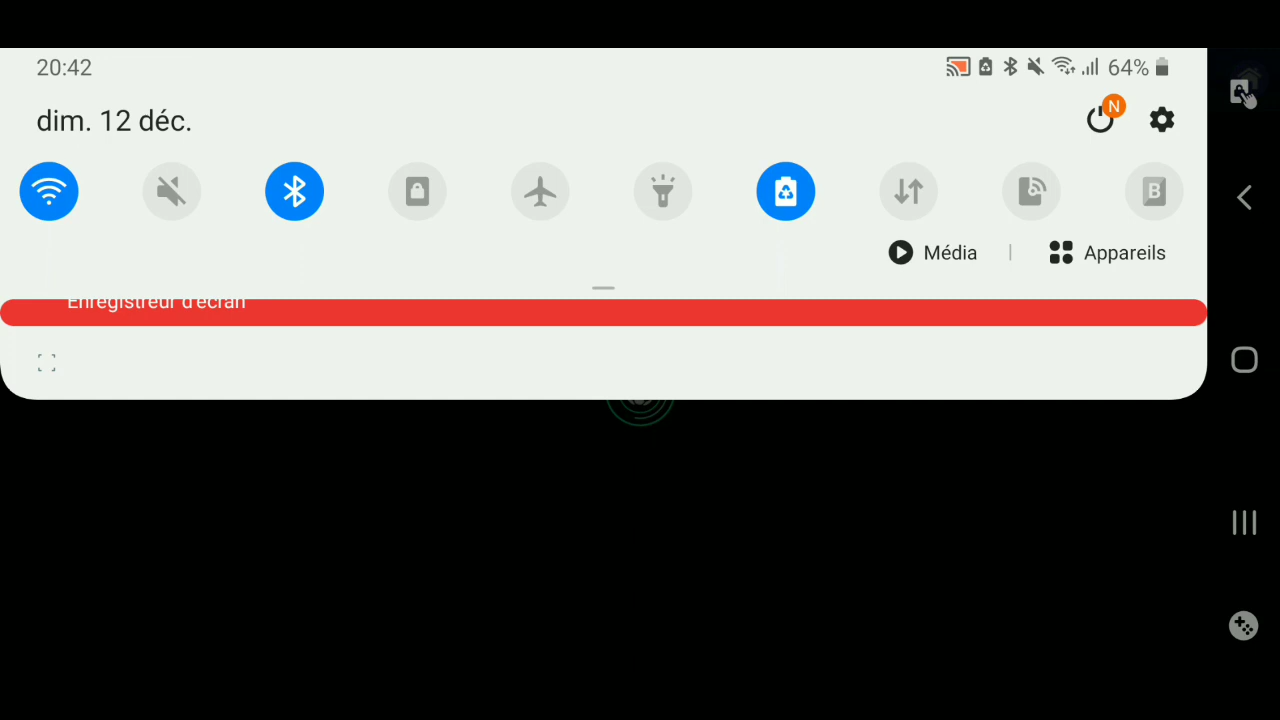 20:42
64%
dim. 12 déc.
N
B
Média | Appareils
Enregistreur d'écran